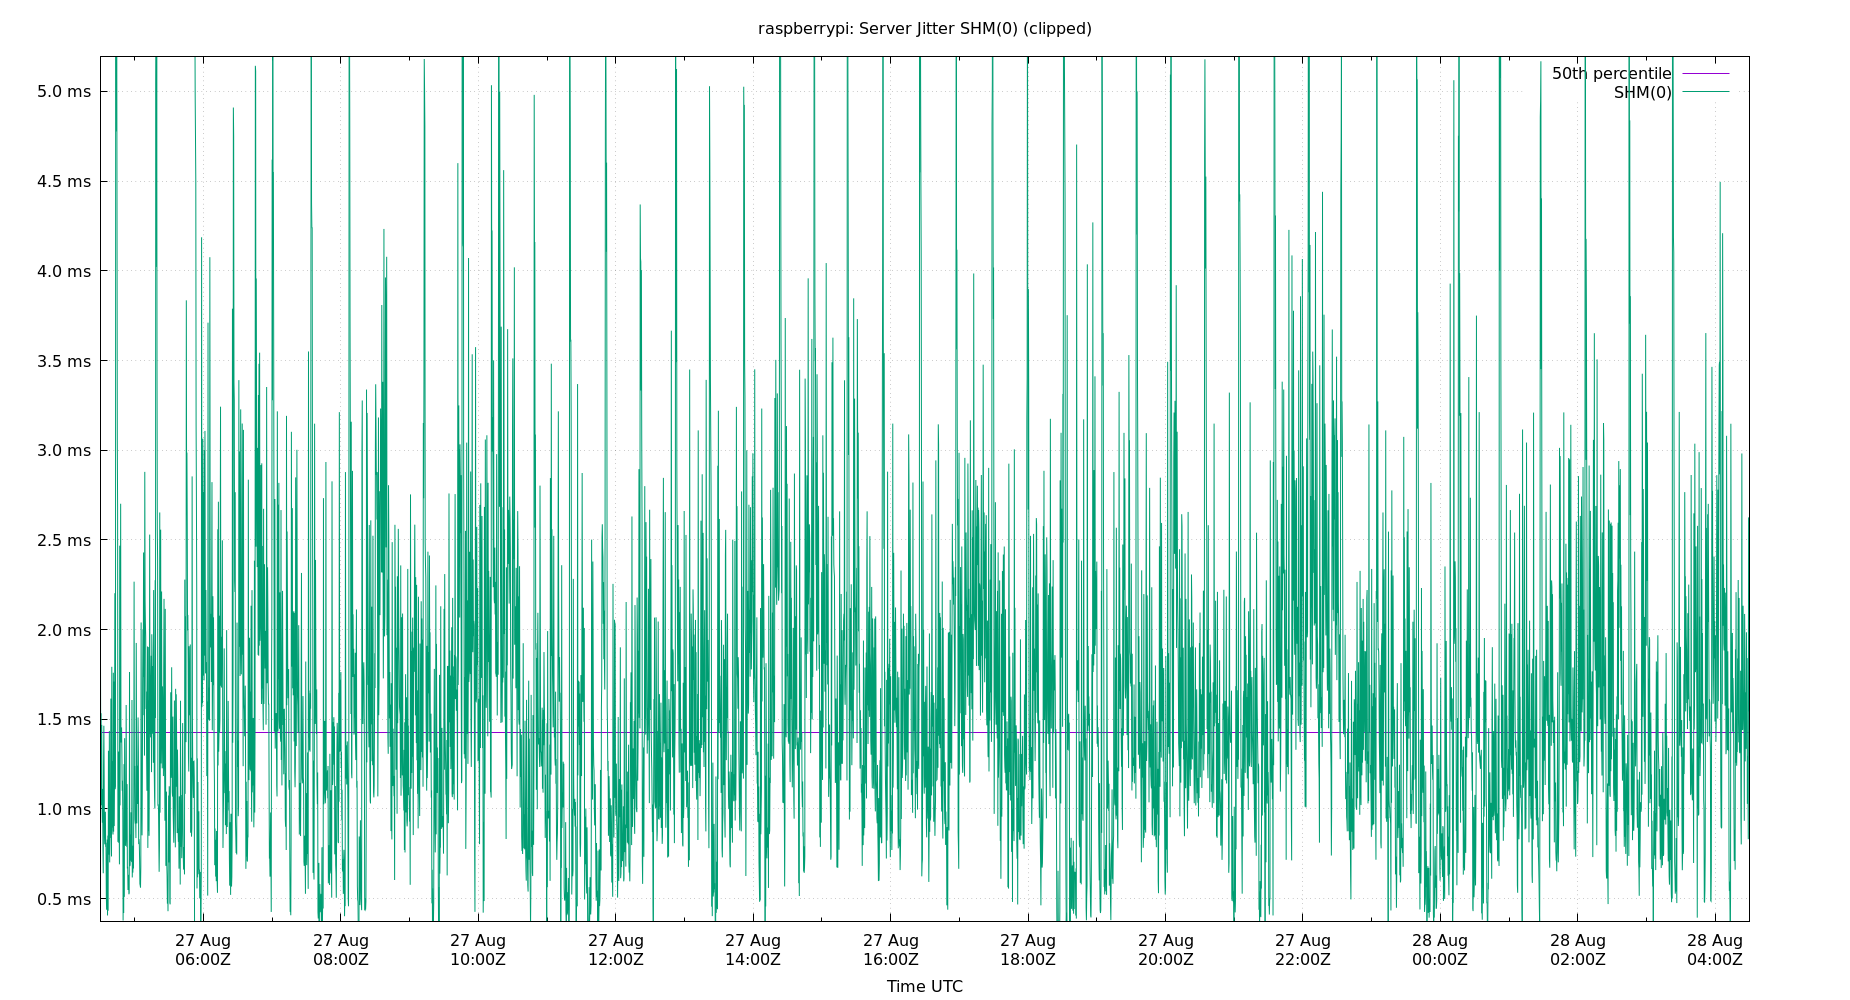 raspberrypi: Server Jitter SHM(0) (clipped)
50th percentile
SHM(0)
5.0 ms
4.5 ms
4.0 ms
3.5 ms
3.0 ms
2.5 ms
2.0 ms
1.5 ms
1.0 ms
0.5 ms
27 Aug 27 Aug 27 Aug 27 Aug 27 Aug 27 Aug 27 Aug 27 Aug 27 Aug 28 Aug 28 Aug 28 Aug
06:00Z 08:00Z 10:00Z 12:00Z 14:00Z 16:00Z 18:00Z 20:00Z 22:00Z 00:00Z 02:00Z 04:00Z
Time UTC